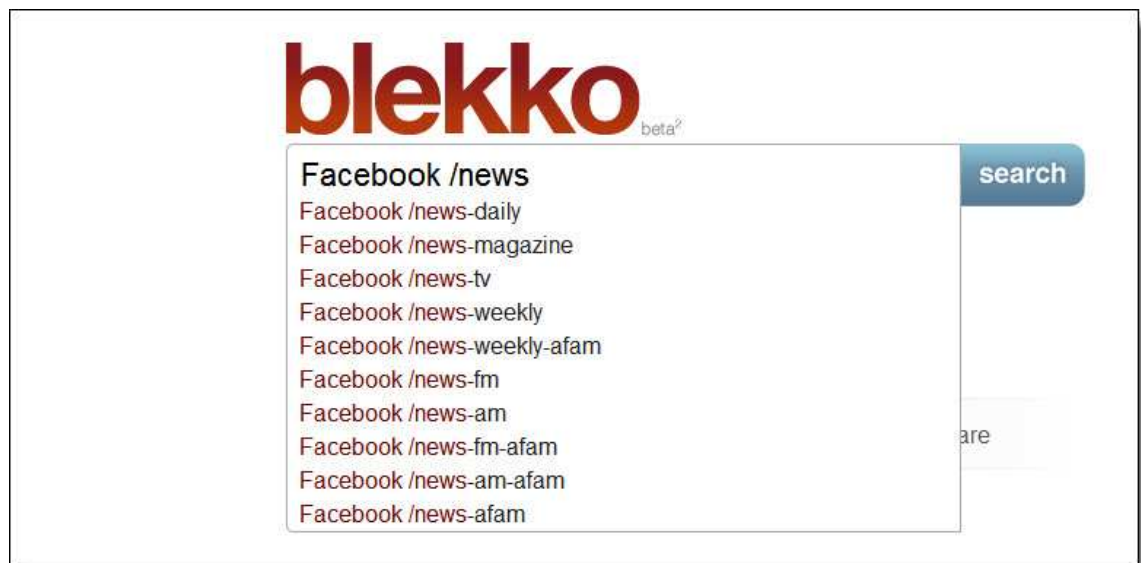 blekko
beta²
Facebook /news
search
Facebook /news-daily
Facebook /news-magazine
Facebook /news-tv
Facebook /news-weekly
Facebook /news-weekly-afam
Facebook /news-fm
Facebook /news-am
are
Facebook /news-fm-afam
Facebook /news-am-afam
Facebook /news-afam